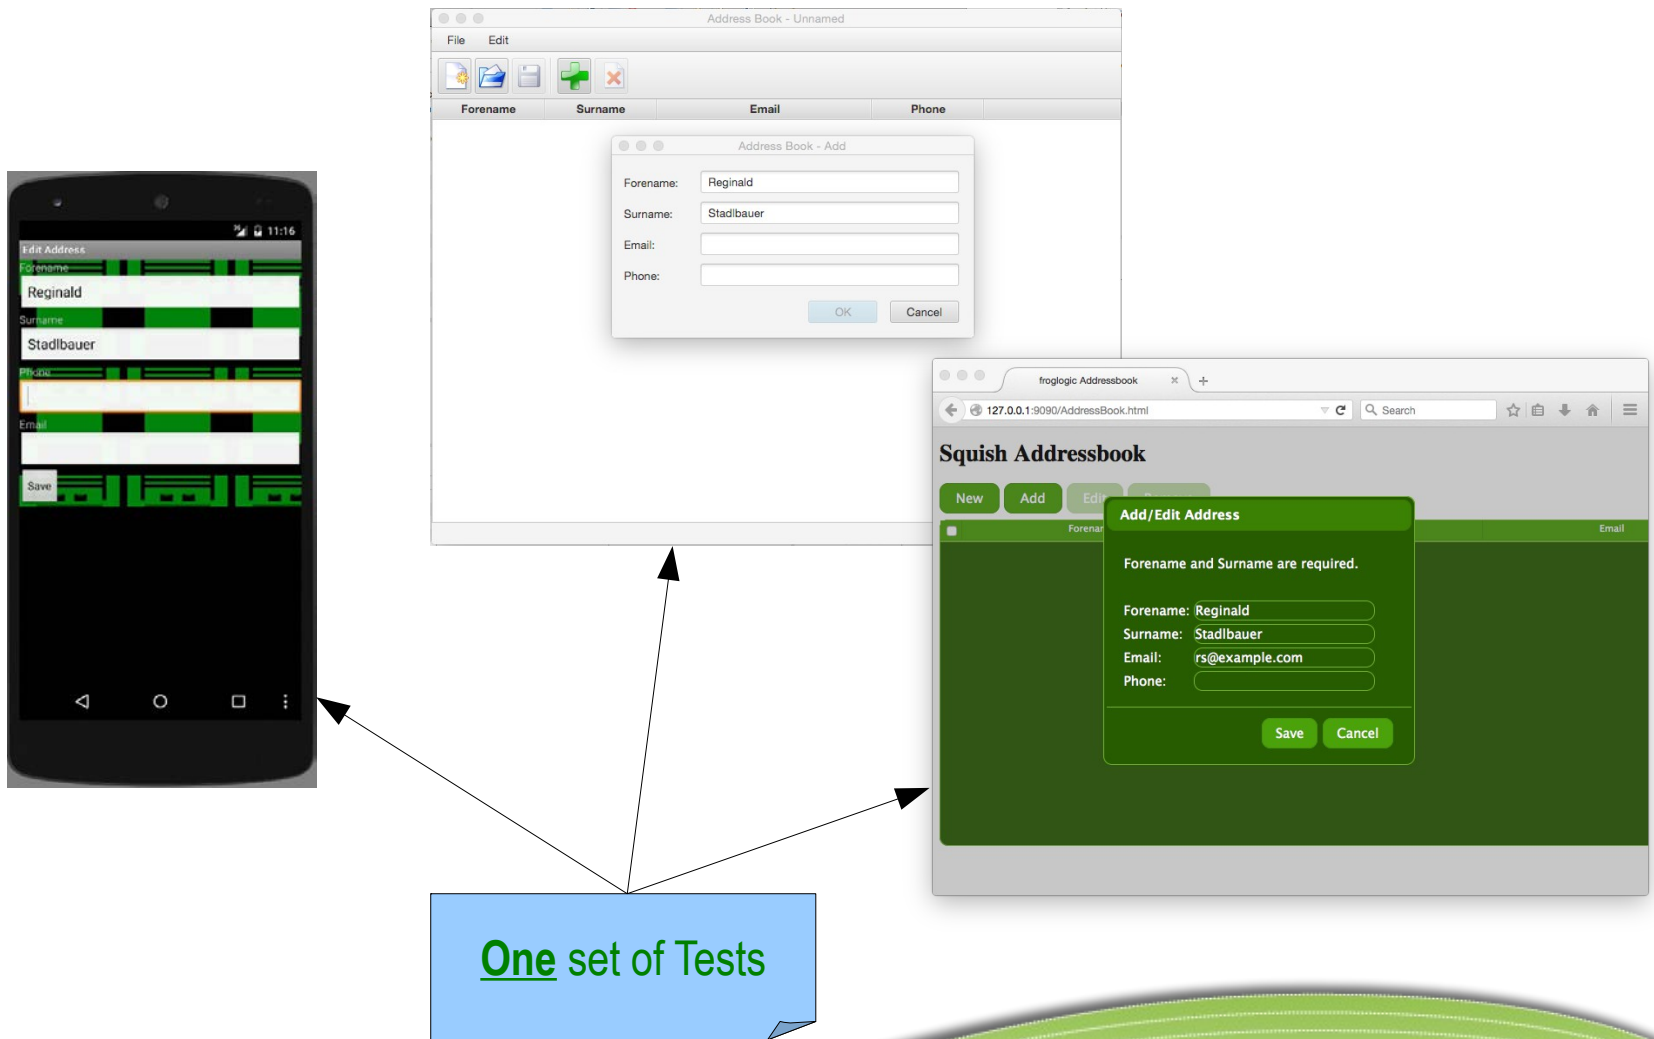 Address Book - Unnamed
File Edit
Forename Surname Email Phone
Address Book - Add
Forename: Reginald
Surname: Stadlbauer
Email:
Phone:
OK Cancel
11:16
Edit Address
Forename
Reginald
Surname
Stadlbauer
Phone
Email
Save
froglogic Addressbook
127.0.0.1:9090/AddressBook.html Search
Squish Addressbook
New Add Edit
Email
Add/Edit Address
Forename and Surname are required.
Forename: Reginald
Surname: Stadlbauer
Email: rs@example.com
Phone:
Save Cancel
One set of Tests